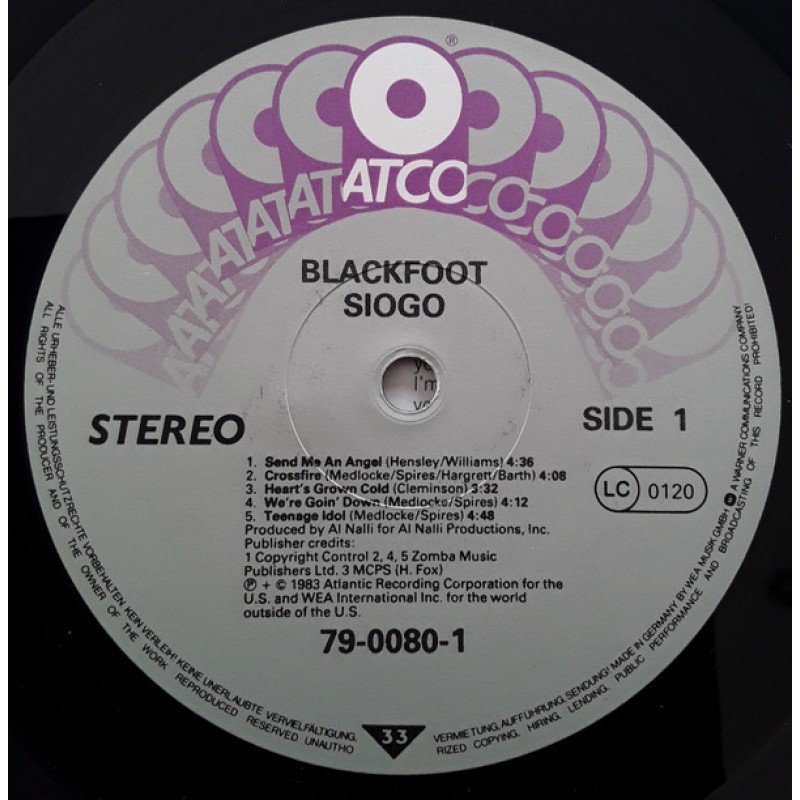 ®
ATATATATATATCOCOCOCOCOCO
BLACKFOOT
SIOGO
STEREO
SIDE 1
1. Send Me An Angel (Hensley/Williams) 4:36
2. Crossfire (Medlocke/Spires/Hargrett/Barth) 4:08
3. Heart's Grown Cold (Cleminson) 3:32
4. We're Goin' Down (Medlocke/Spires) 4:12
5. Teenage Idol (Medlocke/Spires) 4:48
Produced by Al Nalli for Al Nalli Productions, Inc.
Publisher credits:
1 Copyright Control 2, 4, 5 Zomba Music
Publishers Ltd. 3 MCPS (H. Fox)
℗ + © 1983 Atlantic Recording Corporation for the
U.S. and WEA International Inc. for the world
outside of the U.S.
LC 0120
79-0080-1
33
ALLE URHEBER- UND LEISTUNGSSCHUTZRECHTE VORBEHALTEN KEIN VERLEIH! KEINE UNERLAUBTE VERVIELFÄLTIGUNG,
VERMIETUNG, AUFFÜHRUNG, SENDUNG! MADE IN GERMANY BY WEA MUSIK GMBH A WARNER COMMUNICATIONS COMPANY
ALL RIGHTS OF THE PRODUCER AND OF THE OWNER OF THE WORK REPRODUCED RESERVED UNAUTHO
RIZED COPYING, HIRING, LENDING, PUBLIC PERFORMANCE AND BROADCASTING OF THIS RECORD PROHIBITED!